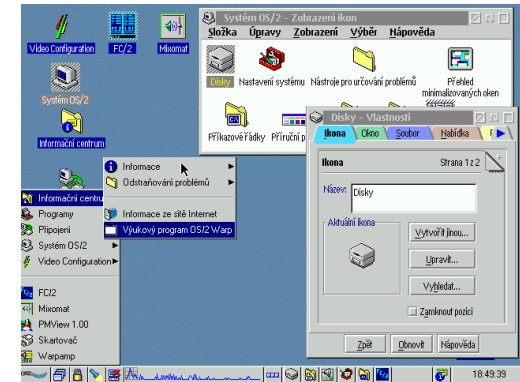 Video Configuration
FC/2
Mixomat
Systém OS/2
Informační centrum
Systém OS/2 - Zobrazení ikon
Složka Úpravy Zobrazení Výběr Nápověda
Disky
Nastavení systému
Nástroje pro určování problémů
Přehled
minimalizovaných oken
Příkazové řádky
Příruční p
Disky - Vlastnosti
Ikona
Okno
Soubor
Nabídka
Ikona
Strana 1 z 2
Název:
Disky
Aktuální ikona
Vytvořit jinou...
Upravit...
Vyhledat...
Zamknout pozici
Zpět
Obnovit
Nápověda
Informace
Odstraňování problémů
Informace ze sítě Internet
Výukový program OS/2 Warp
Informační centru
Programy
Připojení
Systém OS/2
Video Configuration
FC/2
Mixomat
PMView 1.00
Skartovač
Warpamp
18:49:39